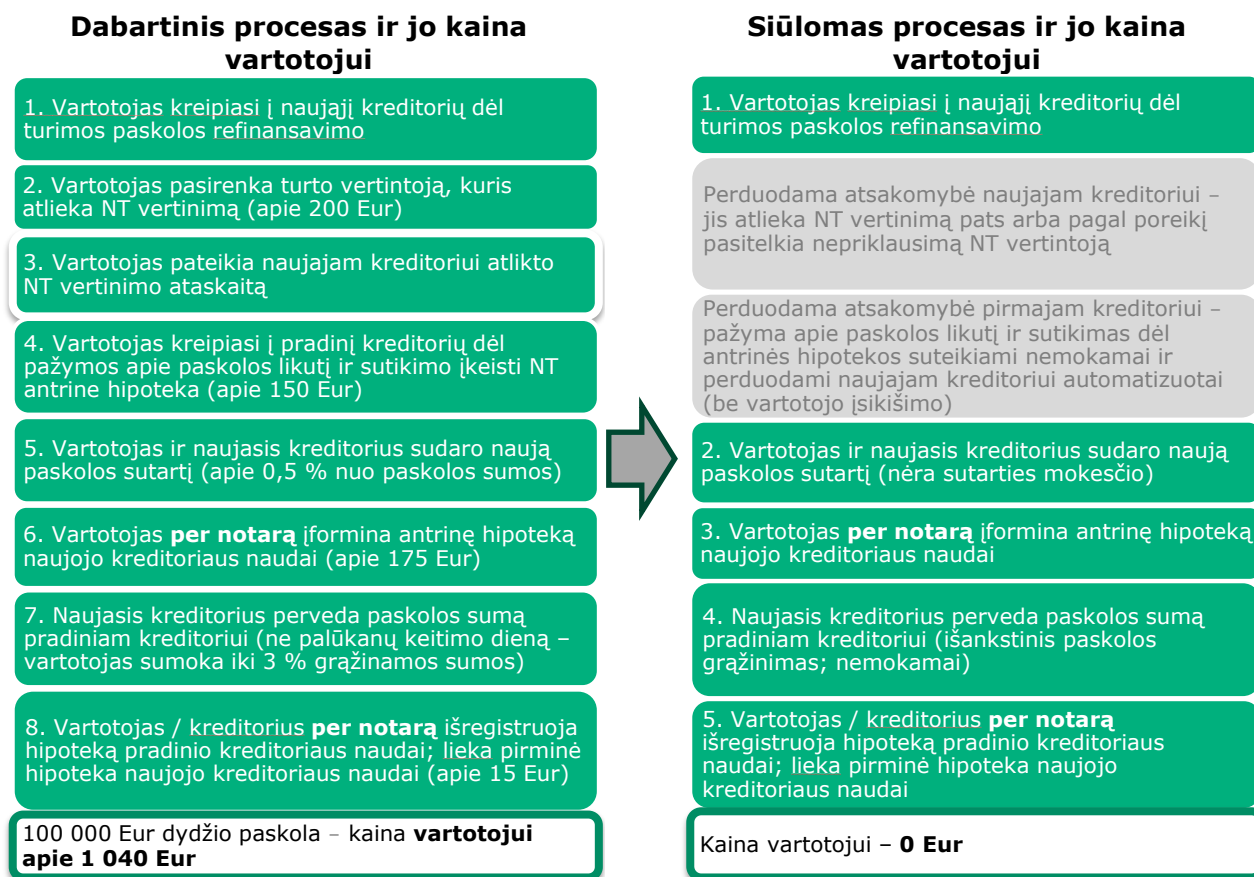 Dabartinis procesas ir jo kaina
vartotojui
1. Vartotojas kreipiasi į naująjį kreditorių dėl
turimos paskolos refinansavimo
2. Vartotojas pasirenka turto vertintoją, kuris
atlieka NT vertinimą (apie 200 Eur)
3. Vartotojas pateikia naujajam kreditoriui atlikto
NT vertinimo ataskaitą
4. Vartotojas kreipiasi į pradinį kreditorių dėl
pažymos apie paskolos likutį ir sutikimo įkeisti NT
antrine hipoteka (apie 150 Eur)
5. Vartotojas ir naujasis kreditorius sudaro naują
paskolos sutartį (apie 0,5 % nuo paskolos sumos)
6. Vartotojas per notarą įformina antrinę hipoteką
naujojo kreditoriaus naudai (apie 175 Eur)
7. Naujasis kreditorius perveda paskolos sumą
pradiniam kreditoriui (ne palūkanų keitimo dieną –
vartotojas sumoka iki 3 % grąžinamos sumos)
8. Vartotojas / kreditorius per notarą išregistruoja
hipoteką pradinio kreditoriaus naudai; lieka pirminė
hipoteka naujojo kreditoriaus naudai (apie 15 Eur)
100 000 Eur dydžio paskola – kaina vartotojui
apie 1 040 Eur
Siūlomas procesas ir jo kaina
vartotojui
1. Vartotojas kreipiasi į naująjį kreditorių dėl
turimos paskolos refinansavimo
Perduodama atsakomybė naujajam kreditoriui –
jis atlieka NT vertinimą pats arba pagal poreikį
pasitelkia nepriklausimą NT vertintoją
Perduodama atsakomybė pirmajam kreditoriui –
pažyma apie paskolos likutį ir sutikimas dėl
antrinės hipotekos suteikiami nemokamai ir
perduodami naujajam kreditoriui automatizuotai
(be vartotojo įsikišimo)
2. Vartotojas ir naujasis kreditorius sudaro naują
paskolos sutartį (nėra sutarties mokesčio)
3. Vartotojas per notarą įformina antrinę hipoteką
naujojo kreditoriaus naudai
4. Naujasis kreditorius perveda paskolos sumą
pradiniam kreditoriui (išankstinis paskolos
grąžinimas; nemokamai)
5. Vartotojas / kreditorius per notarą
išregistruoja hipoteką pradinio kreditoriaus
naudai; lieka pirminė hipoteka naujojo
kreditoriaus naudai
Kaina vartotojui – 0 Eur